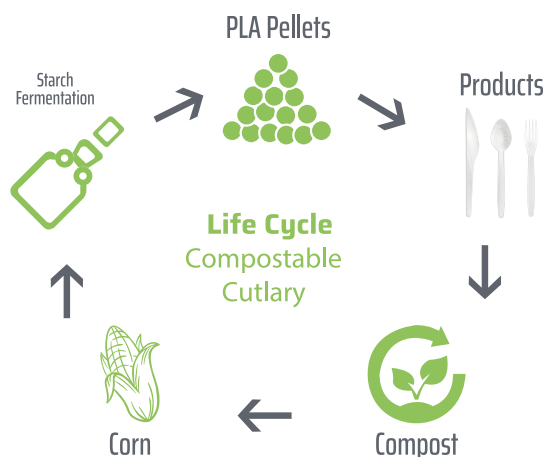 PLA Pellets
Starch
Fermentation
Products
Life Cycle
Compostable
Cutlary
Corn
Compost